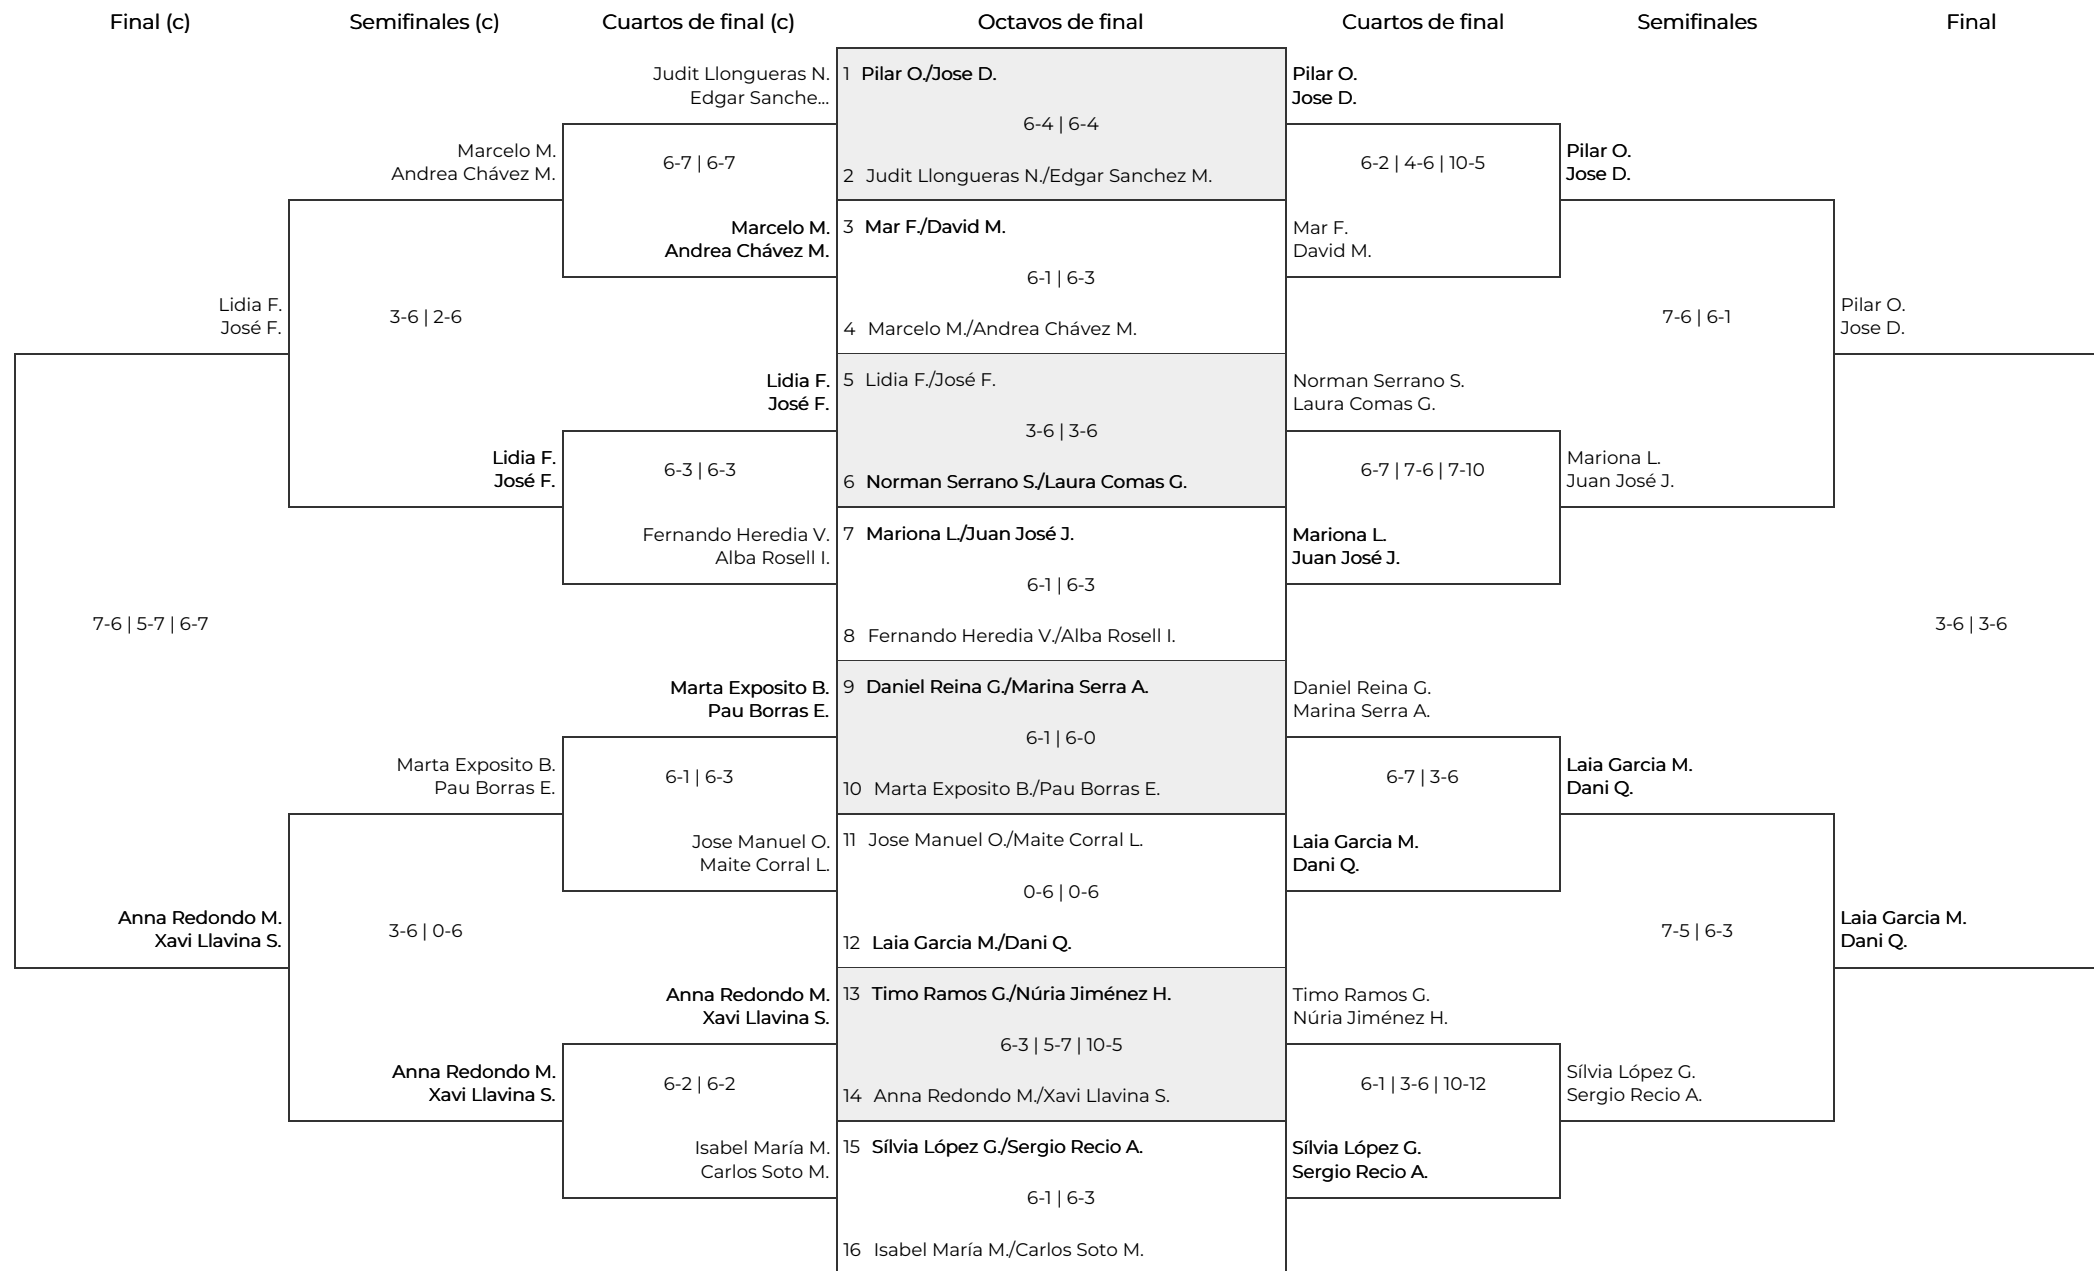 Final (c)
Semifinales (c)
Cuartos de final (c)
Octavos de final
Cuartos de final
Semifinales
Final
Lidia F.
José F.
7-6 | 5-7 | 6-7
Anna Redondo M.
Xavi Llavina S.
Marcelo M.
Andrea Chávez M.
3-6 | 2-6
Lidia F.
José F.
Marta Exposito B.
Pau Borras E.
3-6 | 0-6
Anna Redondo M.
Xavi Llavina S.
Judit Llongueras N.
Edgar Sanche...
6-7 | 6-7
Marcelo M.
Andrea Chávez M.
Lidia F.
José F.
6-3 | 6-3
Fernando Heredia V.
Alba Rosell I.
Marta Exposito B.
Pau Borras E.
6-1 | 6-3
Jose Manuel O.
Maite Corral L.
Anna Redondo M.
Xavi Llavina S.
6-2 | 6-2
Isabel María M.
Carlos Soto M.
1 Pilar O./Jose D.
6-4 | 6-4
2 Judit Llongueras N./Edgar Sanchez M.
3 Mar F./David M.
6-1 | 6-3
4 Marcelo M./Andrea Chávez M.
5 Lidia F./José F.
3-6 | 3-6
6 Norman Serrano S./Laura Comas G.
7 Mariona L./Juan José J.
6-1 | 6-3
8 Fernando Heredia V./Alba Rosell I.
9 Daniel Reina G./Marina Serra A.
6-1 | 6-0
10 Marta Exposito B./Pau Borras E.
11 Jose Manuel O./Maite Corral L.
0-6 | 0-6
12 Laia Garcia M./Dani Q.
13 Timo Ramos G./Núria Jiménez H.
6-3 | 5-7 | 10-5
14 Anna Redondo M./Xavi Llavina S.
15 Sílvia López G./Sergio Recio A.
6-1 | 6-3
16 Isabel María M./Carlos Soto M.
Pilar O.
Jose D.
6-2 | 4-6 | 10-5
Mar F.
David M.
Norman Serrano S.
Laura Comas G.
6-7 | 7-6 | 7-10
Mariona L.
Juan José J.
Daniel Reina G.
Marina Serra A.
6-7 | 3-6
Laia Garcia M.
Dani Q.
Timo Ramos G.
Núria Jiménez H.
6-1 | 3-6 | 10-12
Sílvia López G.
Sergio Recio A.
Pilar O.
Jose D.
7-6 | 6-1
Mariona L.
Juan José J.
Laia Garcia M.
Dani Q.
7-5 | 6-3
Sílvia López G.
Sergio Recio A.
Pilar O.
Jose D.
3-6 | 3-6
Laia Garcia M.
Dani Q.